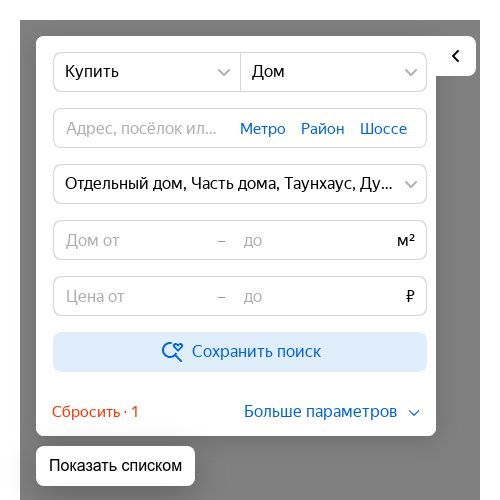 Купить Дом
Адрес, посёлок ил... Метро Район Шоссе
Отдельный дом, Часть дома, Таунхаус, Ду...
Дом от – до м²
Цена от – до ₽
Сохранить поиск
Сбросить · 1 Больше параметров
Показать списком